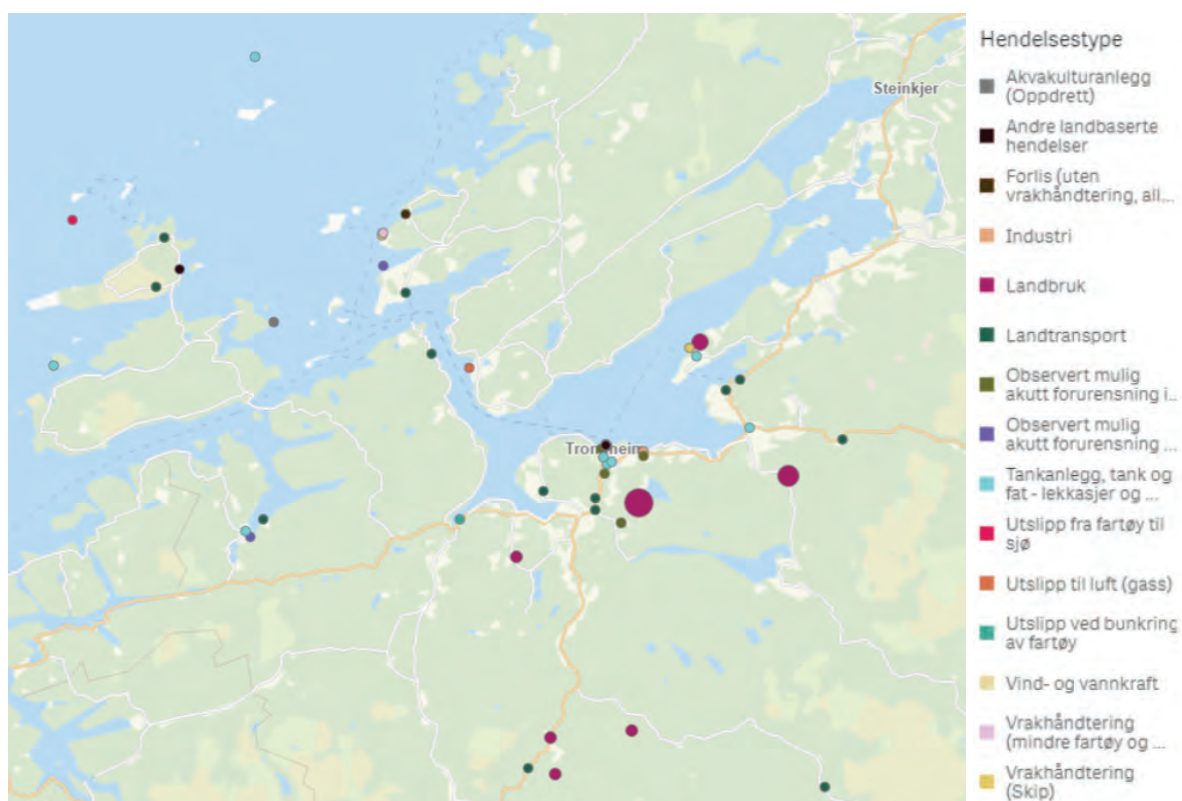 Hendelsestype
Steinkjer
Akvakulturanlegg
(Oppdrett)
Andre landbaserte
hendelser
Forlis (uten
vrakhåndtering, all...
Industri
Landbruk
Landtransport
Observert mulig
akutt forurensning i...
Observert mulig
akutt forurensning ...
Trondheim
Tankanlegg, tank og
fat - lekkasjer og ...
Utslipp fra fartøy til
sjø
Utslipp til luft (gass)
Utslipp ved bunkring
av fartøy
Vind- og vannkraft
Vrakhåndtering
(mindre fartøy og ...
Vrakhåndtering
(Skip)